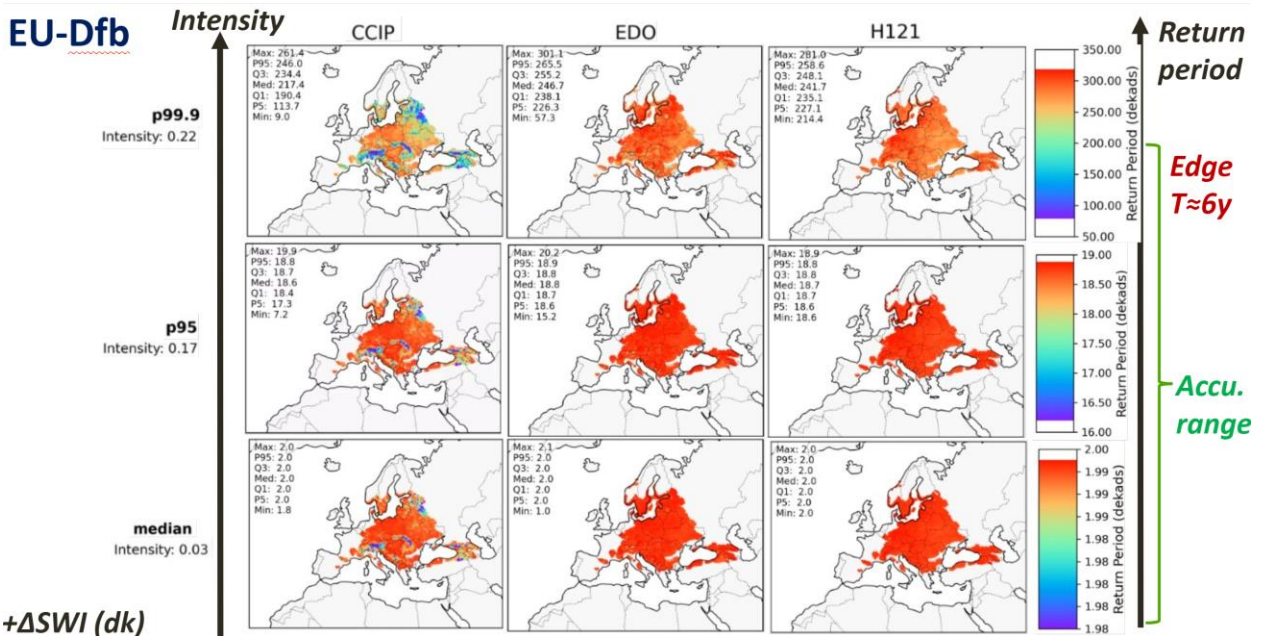 EU-Dfb
Intensity
CCIP
EDO
H121
Return
period
p99.9
Intensity: 0.22
Max: 261.4
P95: 246.0
Q3: 234.4
Med: 217.4
Q1: 190.4
P5: 113.7
Min: 9.0
Max: 301.1
P95: 265.5
Q3: 255.2
Med: 246.7
Q1: 238.1
P5: 226.3
Min: 57.3
Max: 281.0
P95: 258.6
Q3: 248.1
Med: 241.7
Q1: 235.1
P5: 227.1
Min: 214.4
350.00
300.00
250.00
200.00
150.00
100.00
50.00
Return Period (dekads)
Edge
T≈6y
p95
Intensity: 0.17
Max: 19.9
P95: 18.8
Q3: 18.7
Med: 18.6
Q1: 18.4
P5: 17.3
Min: 7.2
Max: 20.2
P95: 18.9
Q3: 18.8
Med: 18.8
Q1: 18.7
P5: 18.6
Min: 15.2
Max: 18.9
P95: 18.8
Q3: 18.8
Med: 18.7
Q1: 18.7
P5: 18.6
Min: 18.6
19.00
18.50
18.00
17.50
17.00
16.50
16.00
Return Period (dekads)
Accu.
range
median
Intensity: 0.03
Max: 2.0
P95: 2.0
Q3: 2.0
Med: 2.0
Q1: 2.0
P5: 2.0
Min: 1.8
Max: 2.1
P95: 2.0
Q3: 2.0
Med: 2.0
Q1: 2.0
P5: 2.0
Min: 1.0
Max: 2.0
P95: 2.0
Q3: 2.0
Med: 2.0
Q1: 2.0
P5: 2.0
Min: 2.0
2.00
1.99
1.99
1.99
1.98
1.98
1.98
1.98
Return Period (dekads)
+ΔSWI (dk)